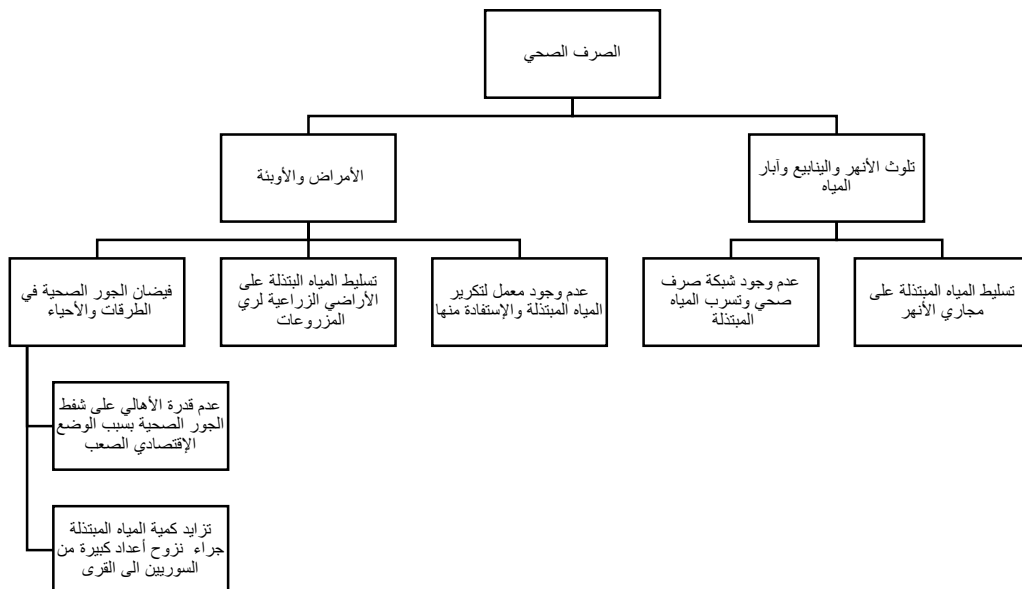 الصرف الصحي
تلوث الأنهر والينابيع وآبار
المياه
الأمراض والأوبئة
تسليط المياه المبتذلة على
مجاري الأنهر
عدم وجود شبكة صرف
صحي وتسرب المياه
المبتذلة
عدم وجود معمل لتكرير
المياه المبتذلة والإستفادة منها
تسليط المياه البتذلة على
الأراضي الزراعية لري
المزروعات
فيضان الجور الصحية في
الطرقات والأحياء
عدم قدرة الأهالي على شفط
الجور الصحية بسبب الوضع
الإقتصادي الصعب
تزايد كمية المياه المبتذلة
جراء نزوح أعداد كبيرة من
السوريين الى القرى